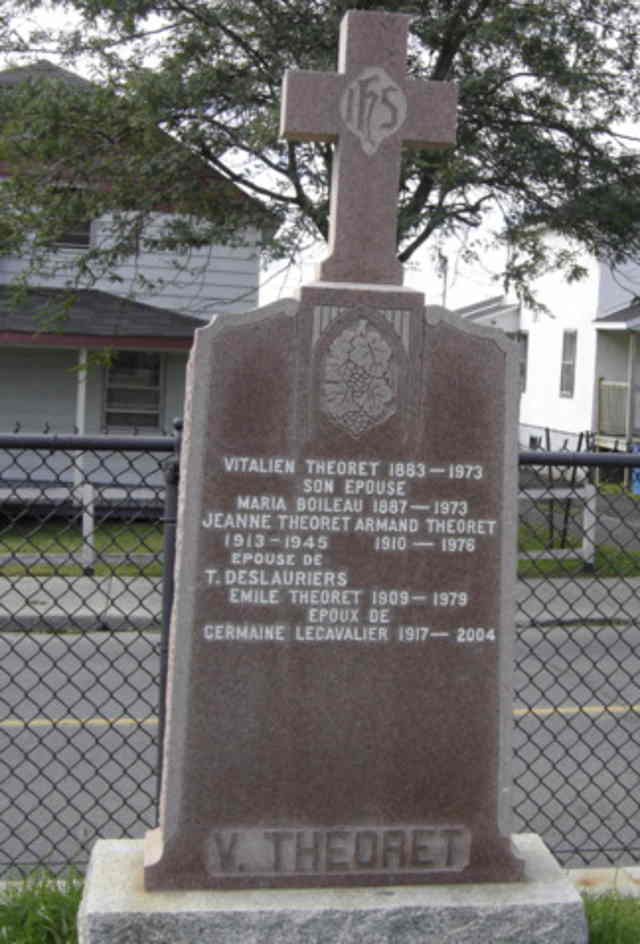 IHS
VITALIEN THEORET 1883 — 1973
SON EPOUSE
MARIA BOILEAU 1887 — 1973
JEANNE THEORET ARMAND THEORET
1913 — 1945 1910 — 1976
EPOUSE DE
T. DESLAURIERS
EMILE THEORET 1909 — 1979
EPOUX DE
GERMAINE LECAVALIER 1917 — 2004
V. THEORET